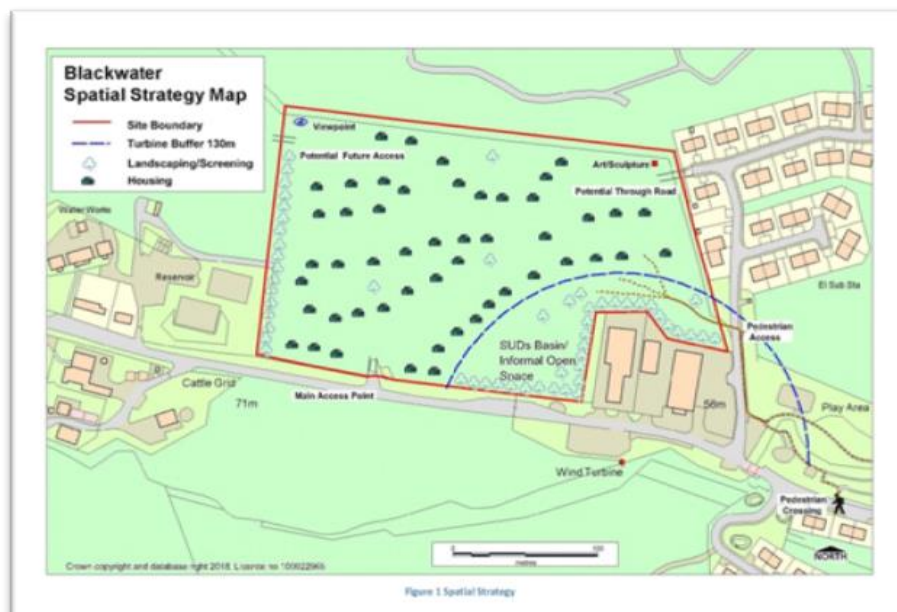 Blackwater
Spatial Strategy Map
Site Boundary
Turbine Buffer 130m
Landscaping/Screening
Housing
Viewpoint
Potential Future Access
Art/Sculpture
Potential Through Road
Water Works
Reservoir
El Sub Sta
Pedestrian
Access
SUDs Basin/
Informal Open
Space
Cattle Grid
71m
Main Access Point
56m
Play Area
Wind Turbine
Pedestrian
Crossing
0
100
metres
NORTH
Crown copyright and database right 2018. Licence no 100022965
Figure 1 Spatial Strategy